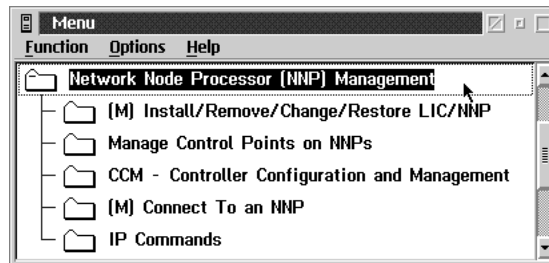 Menu
Function Options Help
Network Node Processor (NNP) Management
(M) Install/Remove/Change/Restore LIC/NNP
Manage Control Points on NNPs
CCM - Controller Configuration and Management
(M) Connect To an NNP
IP Commands